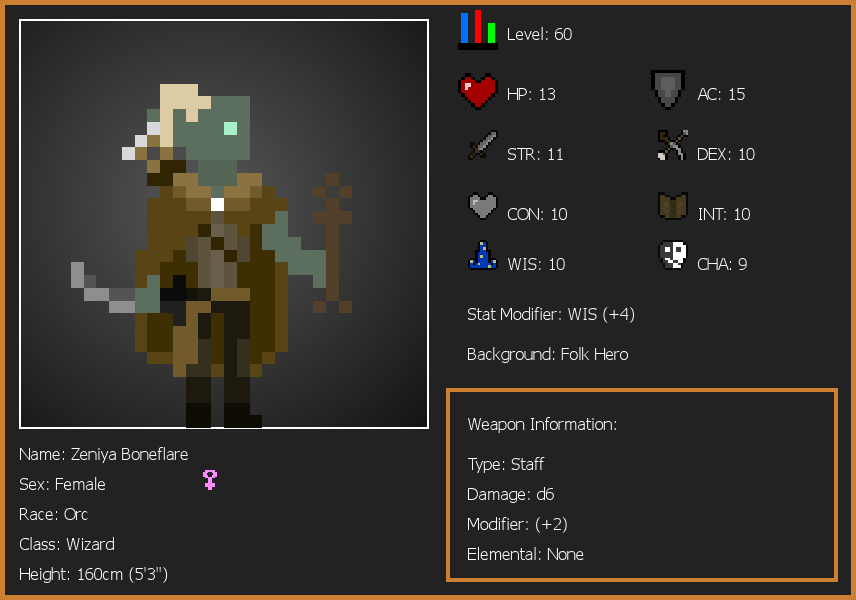 Level: 60
HP: 13
AC: 15
STR: 11
DEX: 10
CON: 10
INT: 10
WIS: 10
CHA: 9
Stat Modifier: WIS (+4)
Background: Folk Hero
Weapon Information:
Type: Staff
Damage: d6
Modifier: (+2)
Elemental: None
Name: Zeniya Boneflare
Sex: Female
Race: Orc
Class: Wizard
Height: 160cm (5'3")